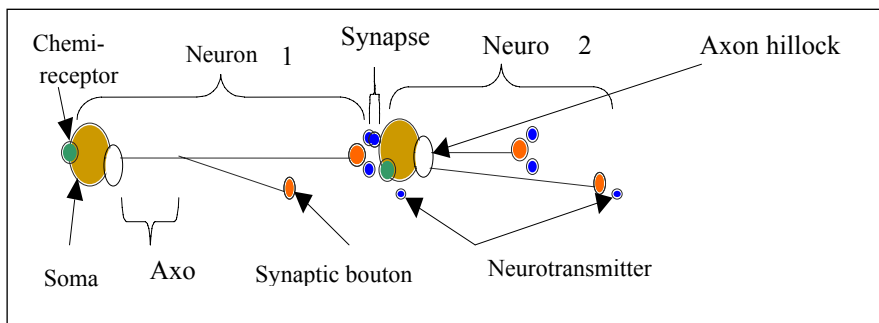 Chemi-
receptor
Neuron 1
Synapse
Neuro 2
Axon hillock
Soma
Axo
Synaptic bouton
Neurotransmitter